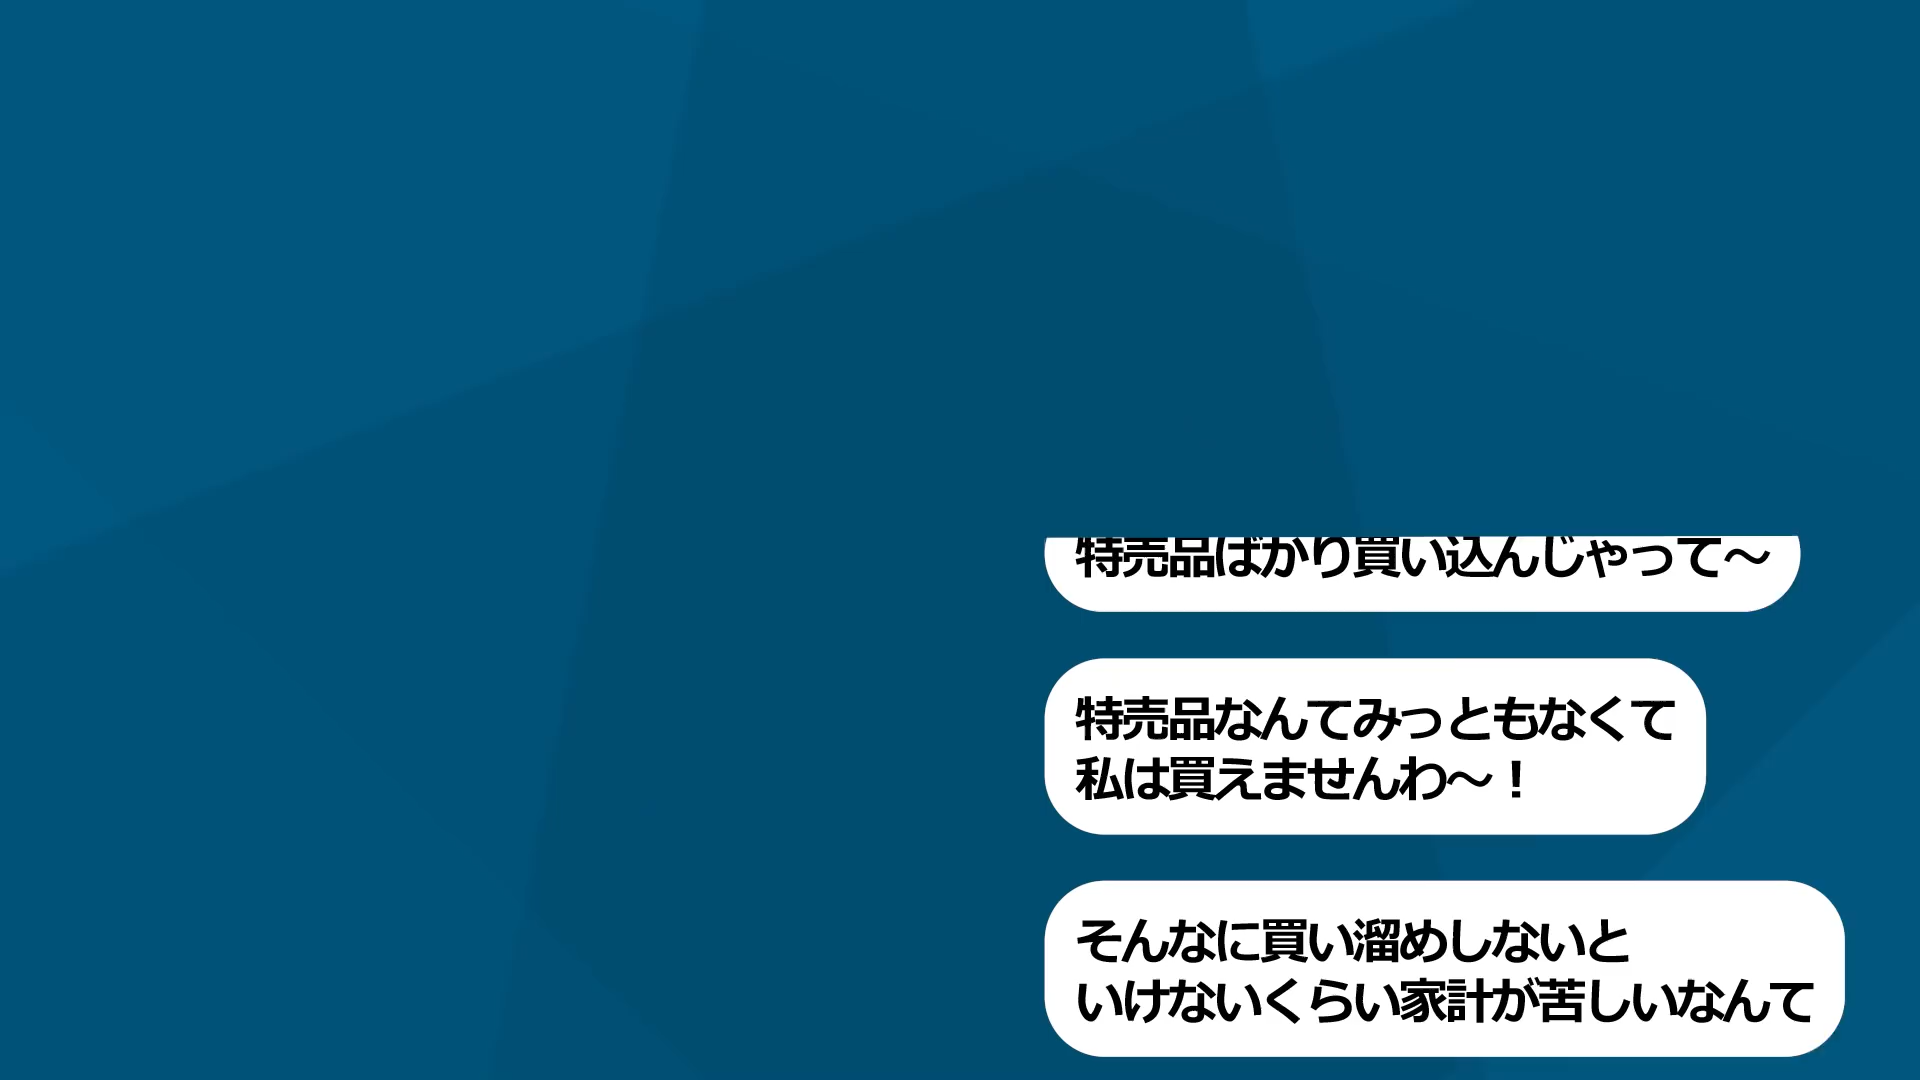 特売品ばかり買い込んじゃって～
特売品なんてみっともなくて
私は買えませんわ～！
そんなに買い溜めしないと
いけないくらい家計が苦しいなんて